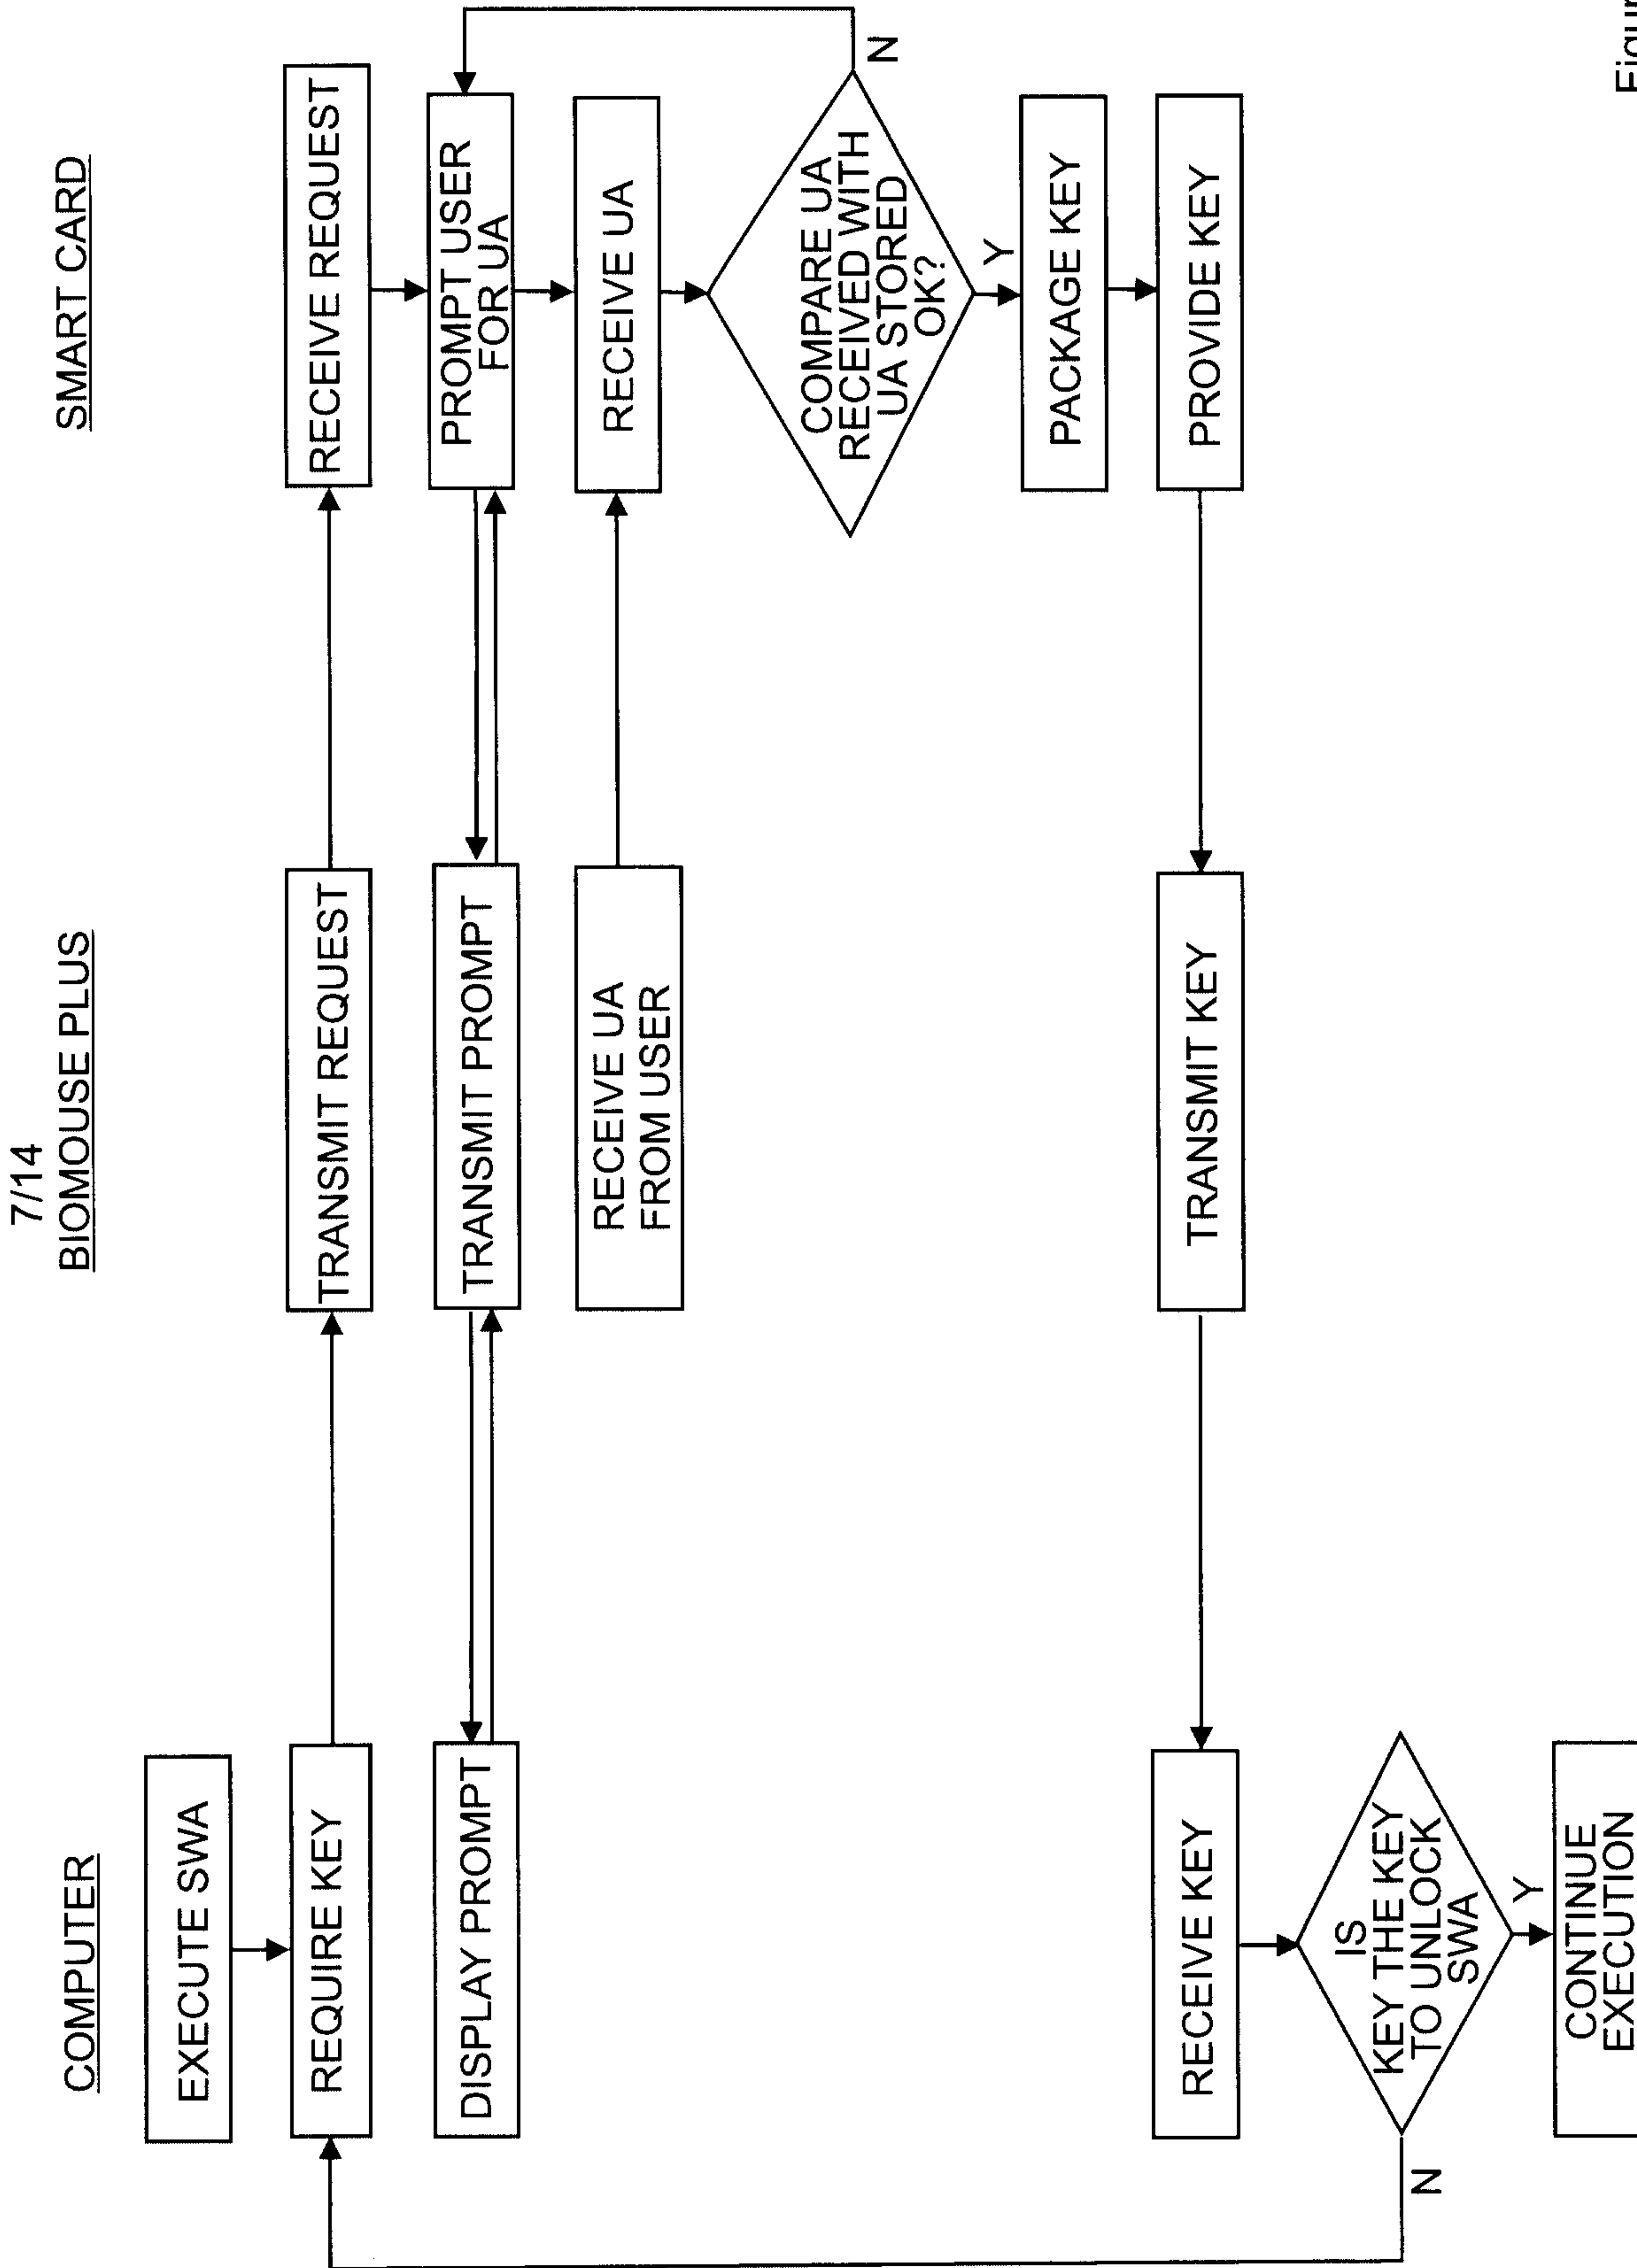 7/14
COMPUTER
BIOMOUSE PLUS
SMART CARD
EXECUTE SWA
REQUIRE KEY
TRANSMIT REQUEST
RECEIVE REQUEST
DISPLAY PROMPT
TRANSMIT PROMPT
PROMPT USER
FOR UA
RECEIVE UA
FROM USER
RECEIVE UA
COMPARE UA
RECEIVED WITH
UA STORED
OK?
N
Y
PACKAGE KEY
RECEIVE KEY
TRANSMIT KEY
PROVIDE KEY
IS
KEY THE KEY
TO UNLOCK
SWA
N
Y
CONTINUE
EXECUTION